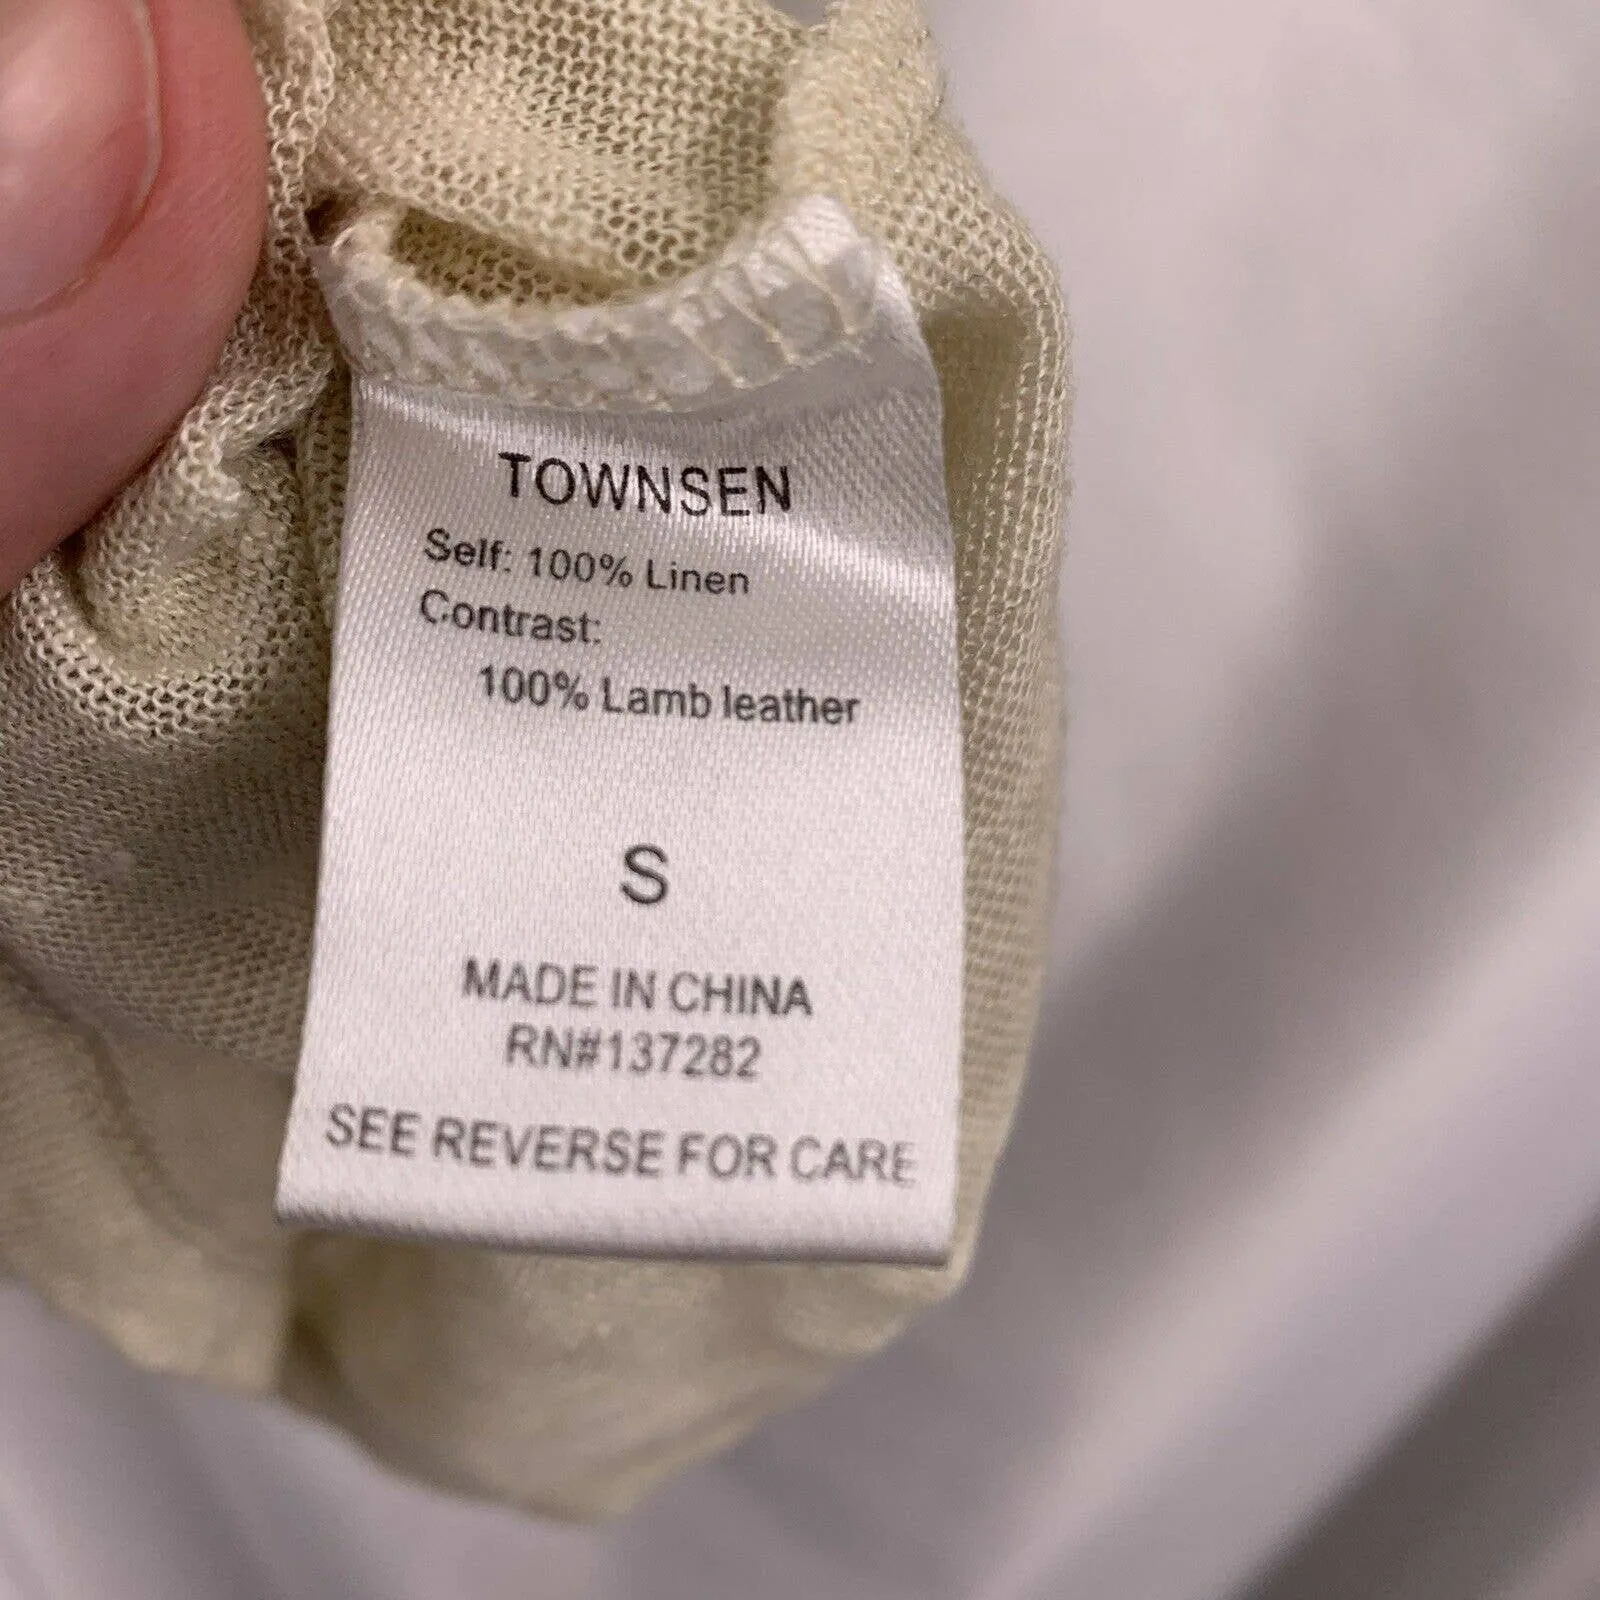 TOWNSEN
Self: 100% Linen
Contrast:
100% Lamb leather
S
MADE IN CHINA
RN#137282
SEE REVERSE FOR CARE